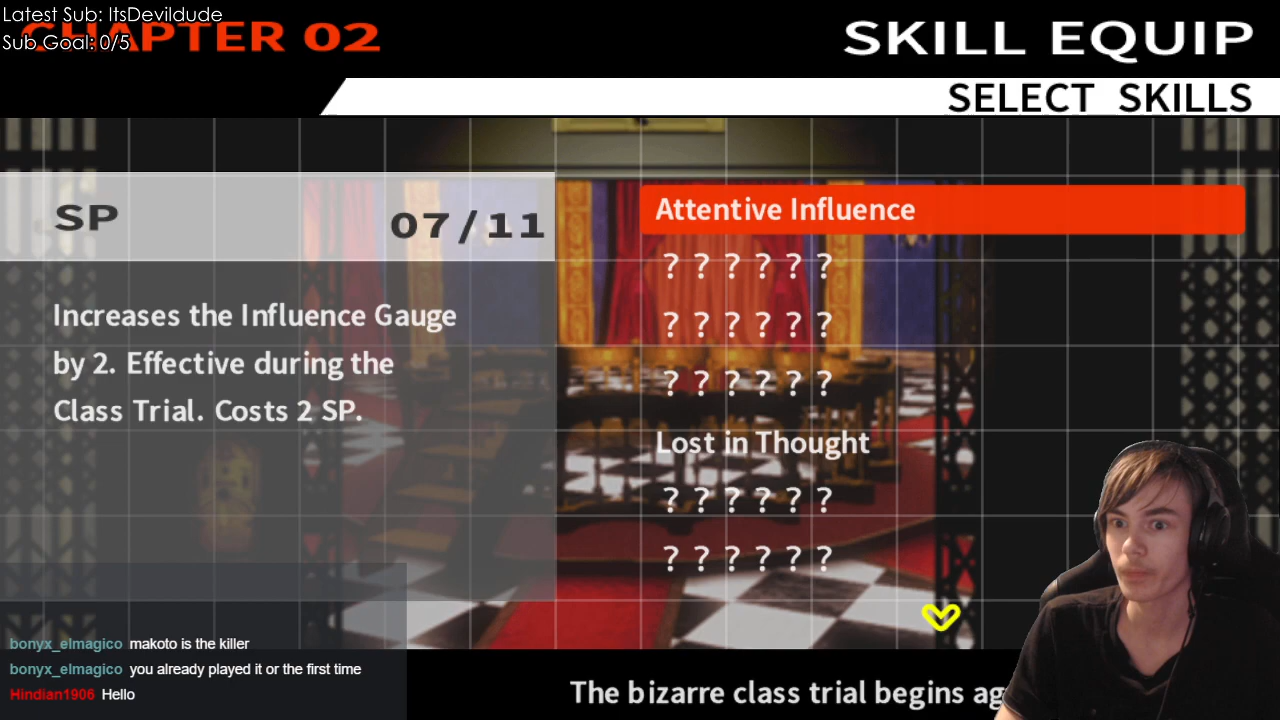 Latest Sub: ItsDevildude
CHAPTER 02
Sub Goal: 0/5
SKILL EQUIP
SELECT SKILLS
SP 07/11
Increases the Influence Gauge
by 2. Effective during the
Class Trial. Costs 2 SP.
Attentive Influence
? ? ? ? ? ?
? ? ? ? ? ?
? ? ? ? ? ?
Lost in Thought
? ? ? ? ? ?
? ? ? ? ? ?
bonyx_elmagico makoto is the killer
bonyx_elmagico you already played it or the first time
Hindian1906 Hello
The bizarre class trial begins ag